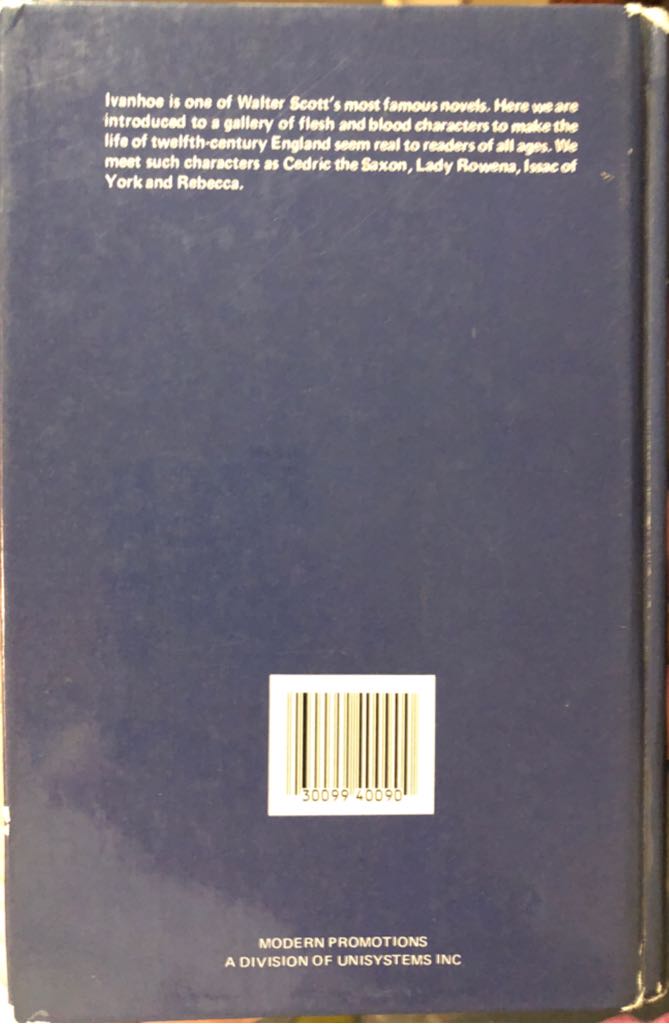 Ivanhoe is one of Walter Scott's most famous novels. Here we are
introduced to a gallery of flesh and blood characters to make the
life of twelfth-century England seem real to readers of all ages. We
meet such characters as Cedric the Saxon, Lady Rowena, Issac of
York and Rebecca.
30099 40090
MODERN PROMOTIONS
A DIVISION OF UNISYSTEMS INC